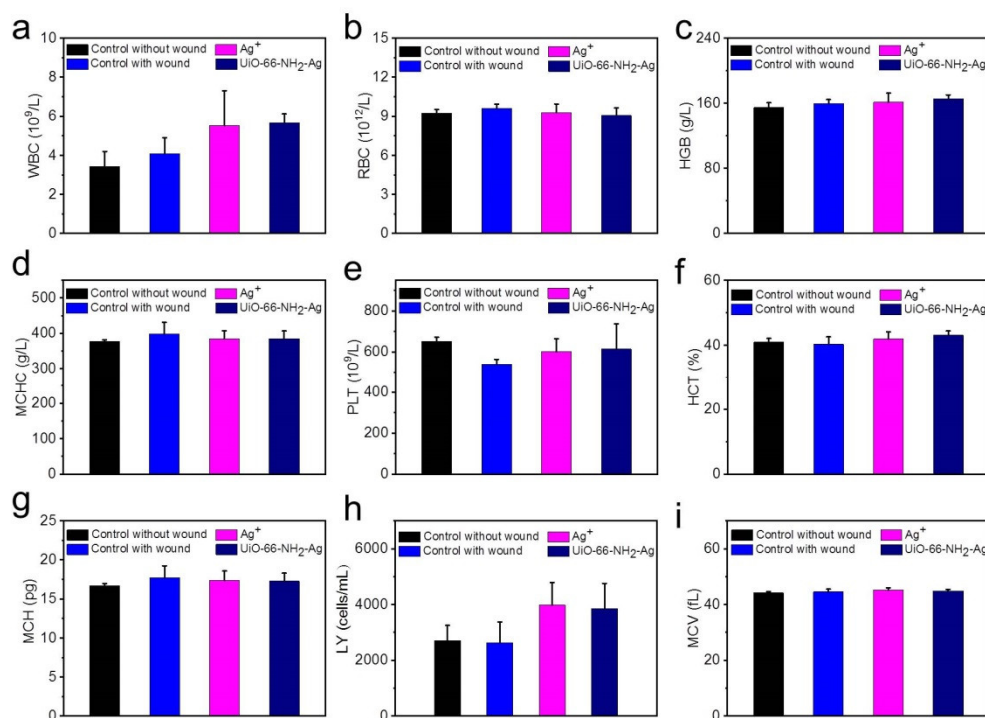 a
WBC (10⁹/L)
10
8
6
4
2
0
Control without wound
Control with wound
Ag⁺
UiO-66-NH₂-Ag
b
RBC (10¹²/L)
15
12
9
6
3
0
Control without wound
Control with wound
Ag⁺
UiO-66-NH₂-Ag
c
HGB (g/L)
240
160
80
0
Control without wound
Control with wound
Ag⁺
UiO-66-NH₂-Ag
d
MCHC (g/L)
500
400
300
200
100
0
Control without wound
Control with wound
Ag⁺
UiO-66-NH₂-Ag
e
PLT (10⁹/L)
800
600
400
200
0
Control without wound
Control with wound
Ag⁺
UiO-66-NH₂-Ag
f
HCT (%)
60
40
20
0
Control without wound
Control with wound
Ag⁺
UiO-66-NH₂-Ag
g
MCH (pg)
25
20
15
10
5
0
Control without wound
Control with wound
Ag⁺
UiO-66-NH₂-Ag
h
LY (cells/mL)
6000
4000
2000
0
Control without wound
Control with wound
Ag⁺
UiO-66-NH₂-Ag
i
MCV (fL)
60
40
20
0
Control without wound
Control with wound
Ag⁺
UiO-66-NH₂-Ag